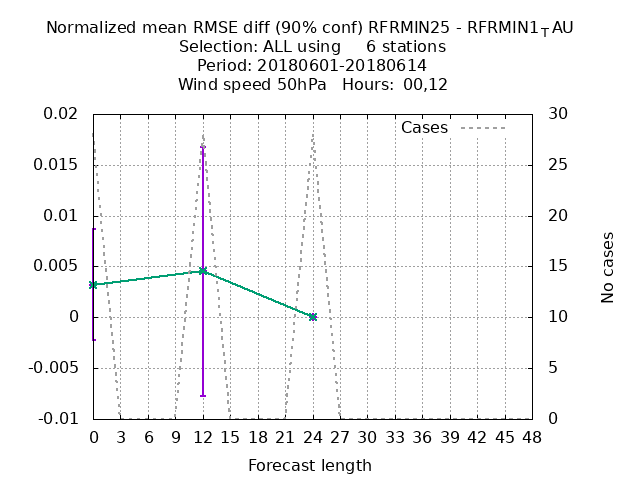 Normalized mean RMSE diff (90% conf) RFRMIN25 - RFRMIN1_TAU
Selection: ALL using     6 stations
Period: 20180601-20180614
Wind speed 50hPa   Hours:  00,12
Cases
0.02
0.015
0.01
0.005
0
-0.005
-0.01
30
25
20
15
10
5
0
No cases
0 3 6 9 12 15 18 21 24 27 30 33 36 39 42 45 48
Forecast length